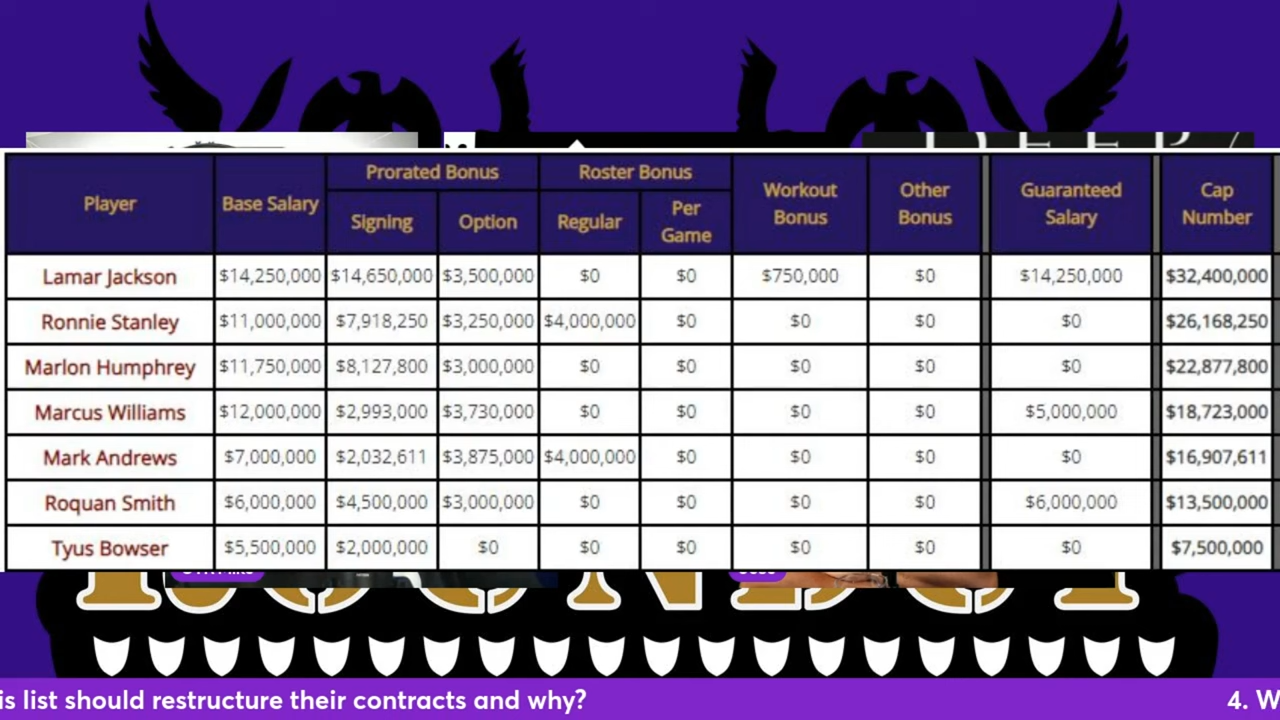 DEEP
Player Base Salary Prorated Bonus Roster Bonus Workout Bonus Other Bonus Guaranteed Salary Cap Number
Signing Option Regular Per Game
Lamar Jackson $14,250,000 $14,650,000 $3,500,000 $0 $0 $750,000 $0 $14,250,000 $32,400,000
Ronnie Stanley $11,000,000 $7,918,250 $3,250,000 $4,000,000 $0 $0 $0 $0 $26,168,250
Marlon Humphrey $11,750,000 $8,127,800 $3,000,000 $0 $0 $0 $0 $0 $22,877,800
Marcus Williams $12,000,000 $2,993,000 $3,730,000 $0 $0 $0 $0 $5,000,000 $18,723,000
Mark Andrews $7,000,000 $2,032,611 $3,875,000 $4,000,000 $0 $0 $0 $0 $16,907,611
Roquan Smith $6,000,000 $4,500,000 $3,000,000 $0 $0 $0 $0 $6,000,000 $13,500,000
Tyus Bowser $5,500,000 $2,000,000 $0 $0 $0 $0 $0 $0 $7,500,000
is list should restructure their contracts and why? 4. W